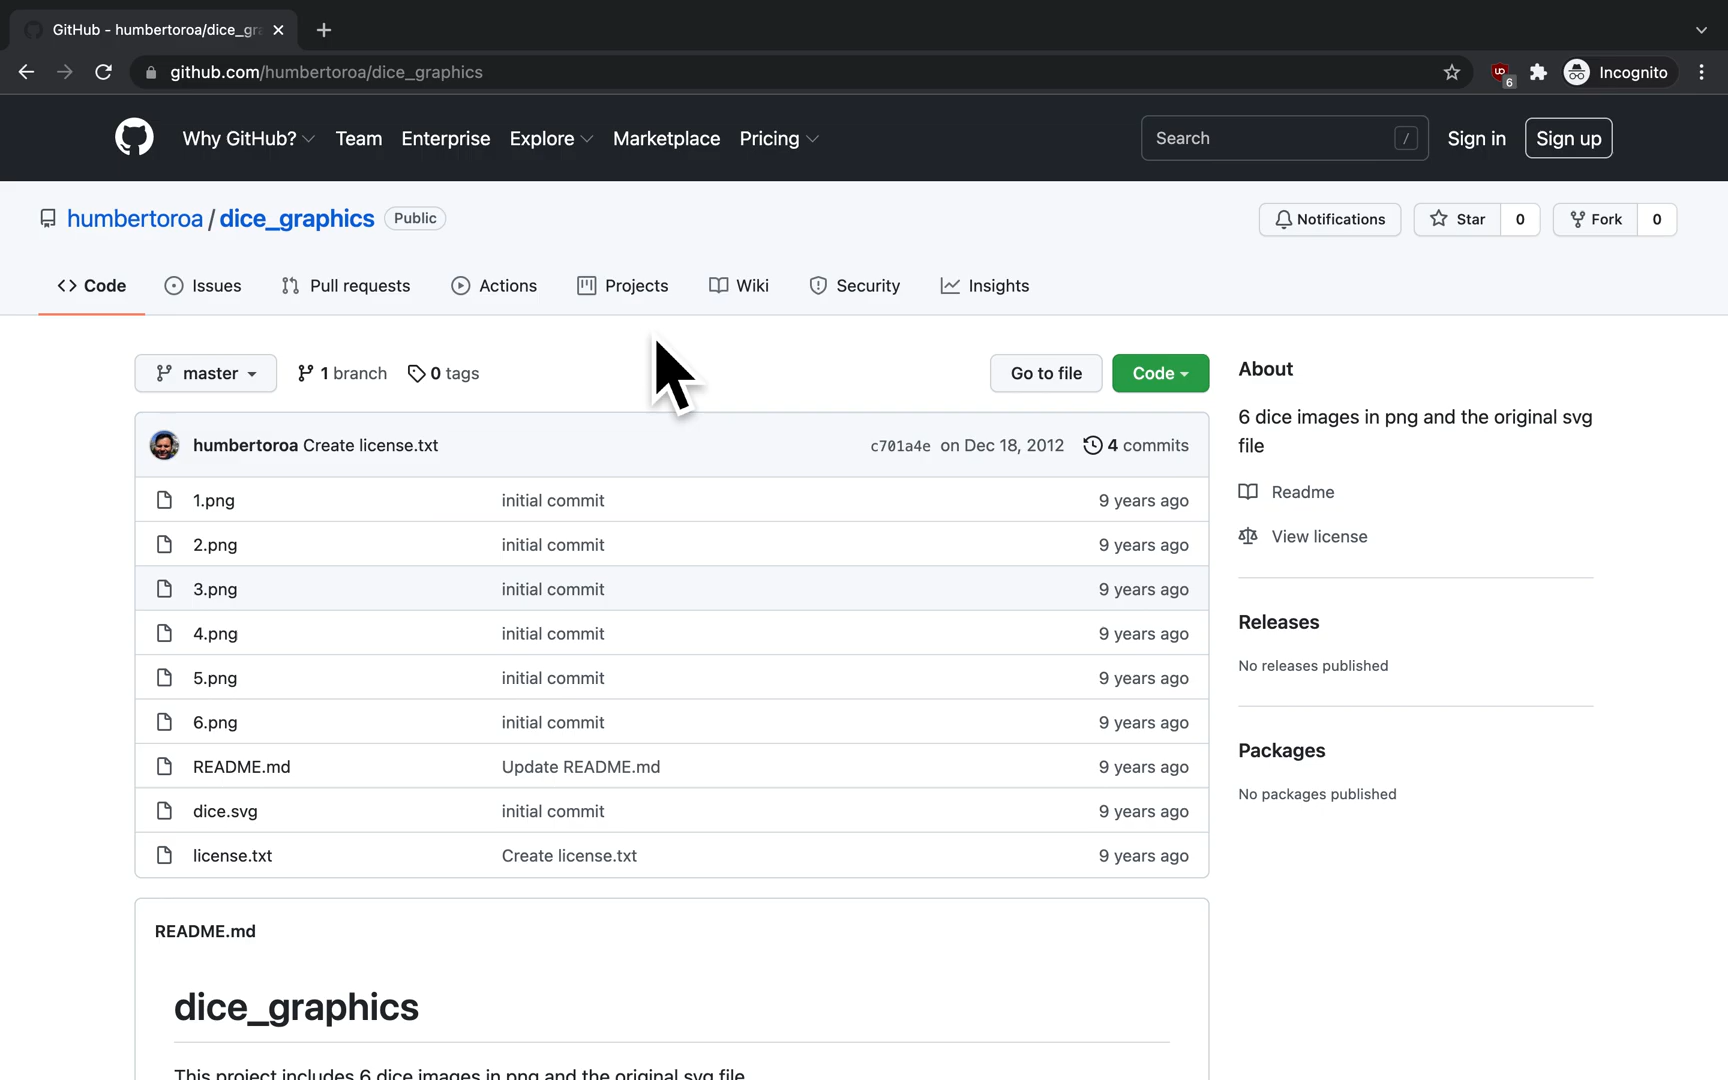 GitHub - humbertoroa/dice_gra
github.com/humbertoroa/dice_graphics
6
Incognito
Why GitHub?
Team
Enterprise
Explore
Marketplace
Pricing
Search
/
Sign in
Sign up
humbertoroa / dice_graphics
Public
Notifications
Star
0
Fork
0
Code
Issues
Pull requests
Actions
Projects
Wiki
Security
Insights
master
1 branch
0 tags
Go to file
Code
humbertoroa Create license.txt
c701a4e on Dec 18, 2012
4 commits
1.png initial commit 9 years ago
2.png initial commit 9 years ago
3.png initial commit 9 years ago
4.png initial commit 9 years ago
5.png initial commit 9 years ago
6.png initial commit 9 years ago
README.md Update README.md 9 years ago
dice.svg initial commit 9 years ago
license.txt Create license.txt 9 years ago
README.md
dice_graphics
This project includes 6 dice images in png and the original svg file
About
6 dice images in png and the original svg
file
Readme
View license
Releases
No releases published
Packages
No packages published